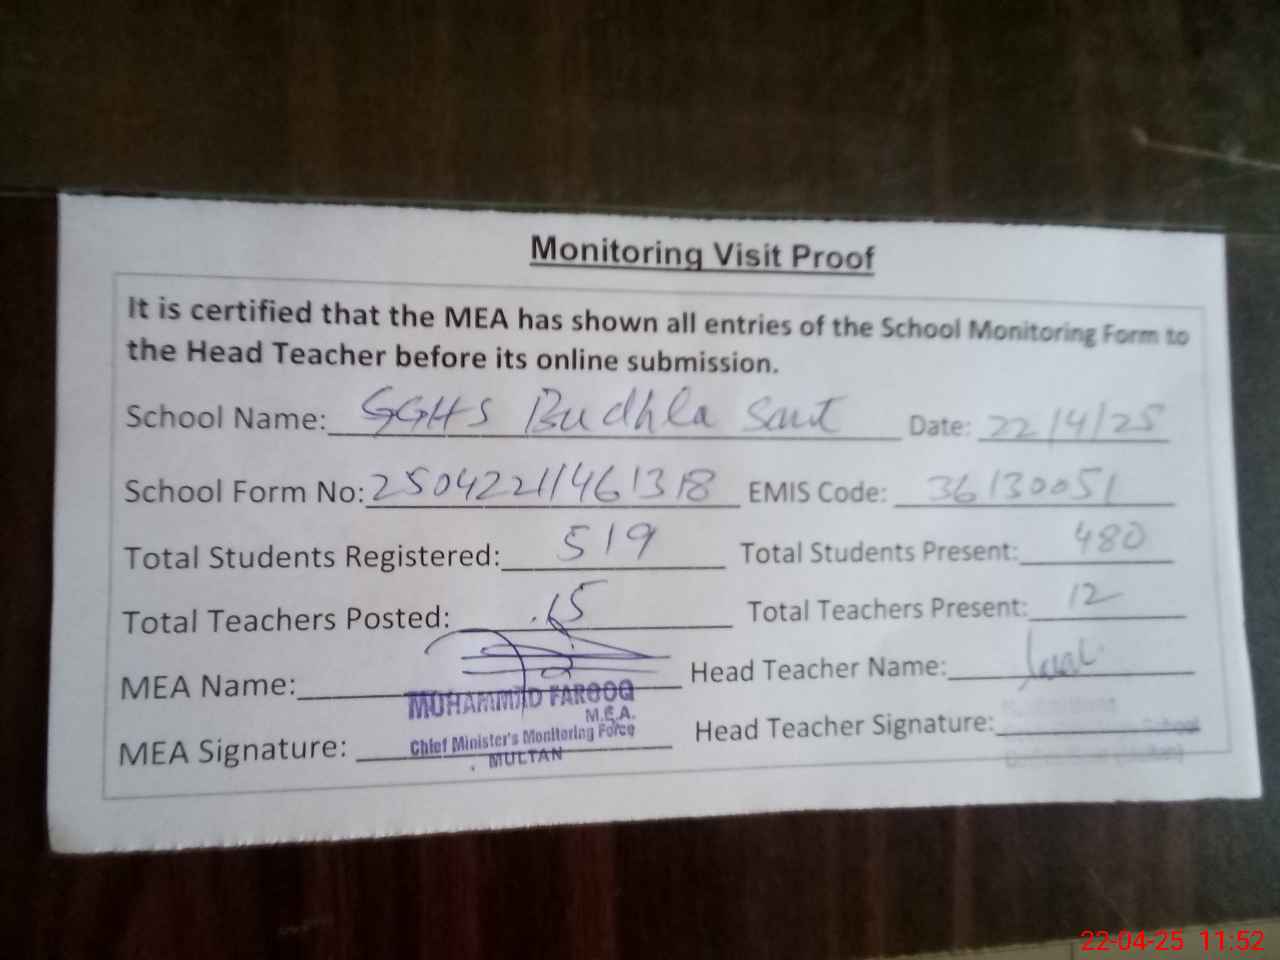 Monitoring Visit Proof
It is certified that the MEA has shown all entries of the School Monitoring Form to
the Head Teacher before its online submission.
School Name: GGHS Budhla Sant Date: 22/4/25
School Form No: 25042211461318 EMIS Code: 36130051
Total Students Registered: 519 Total Students Present: 480
Total Teachers Posted: 15 Total Teachers Present: 12
MEA Name: Head Teacher Name:
MUHAMMAD FAROOQ
M.E.A.
Chief Minister's Monitoring Force
MULTAN
MEA Signature: Head Teacher Signature:
School
22-04-25 11:52